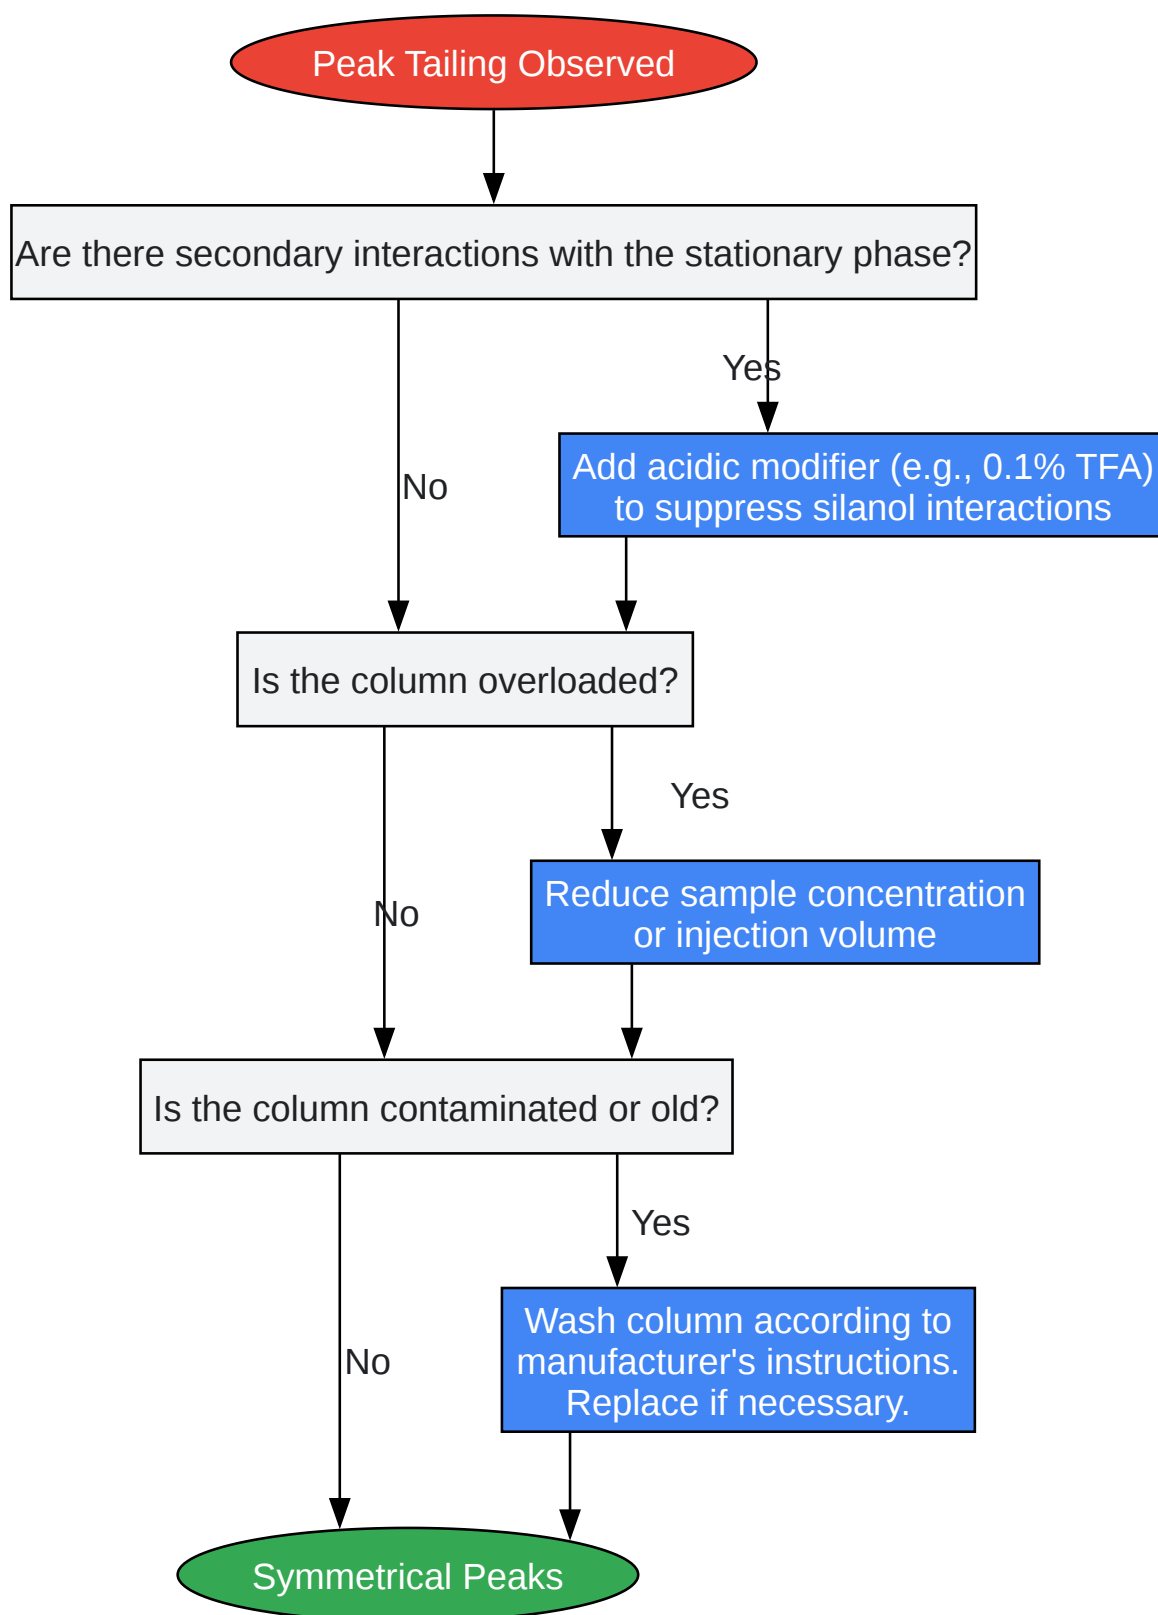 Peak Tailing Observed
Are there secondary interactions with the stationary phase?
Yes
Add acidic modifier (e.g., 0.1% TFA)
to suppress silanol interactions
No
Is the column overloaded?
Yes
Reduce sample concentration
or injection volume
No
Is the column contaminated or old?
Yes
Wash column according to
manufacturer's instructions.
Replace if necessary.
No
Symmetrical Peaks